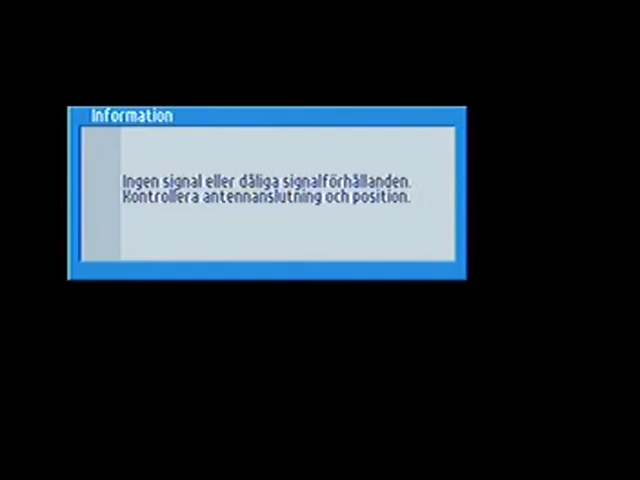 Information
Ingen signal eller dåliga signalförhållanden.
Kontrollera antennanslutning och position.